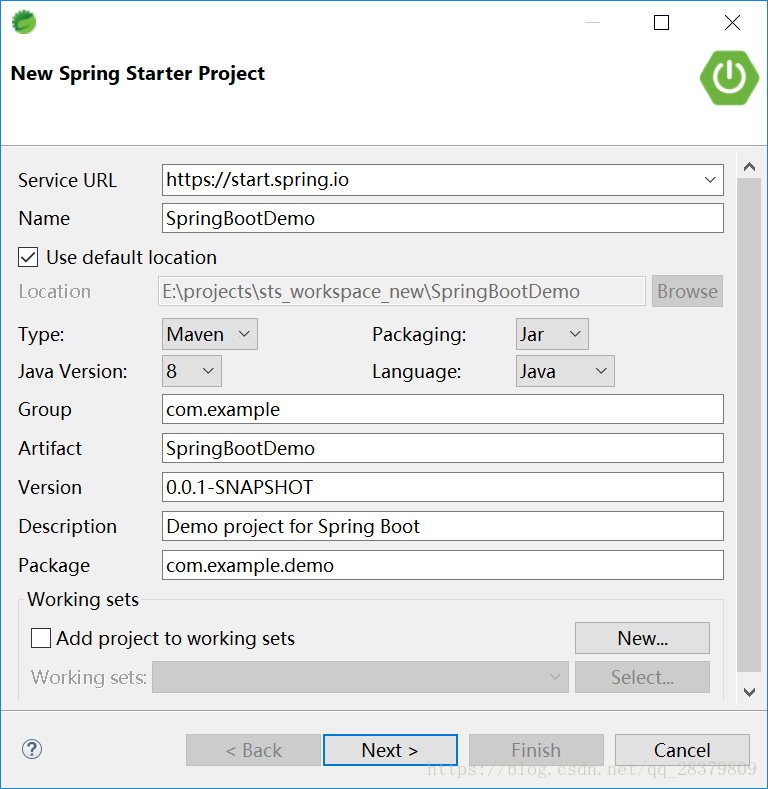 New Spring Starter Project
Service URL https://start.spring.io
Name SpringBootDemo
Use default location
Location E:\projects\sts_workspace_new\SpringBootDemo Browse
Type: Maven Packaging: Jar
Java Version: 8 Language: Java
Group com.example
Artifact SpringBootDemo
Version 0.0.1-SNAPSHOT
Description Demo project for Spring Boot
Package com.example.demo
Working sets
Add project to working sets New...
Working sets: Select...
? < Back Next > Finish Cancel
https://blog.csdn.net/qq_28379809